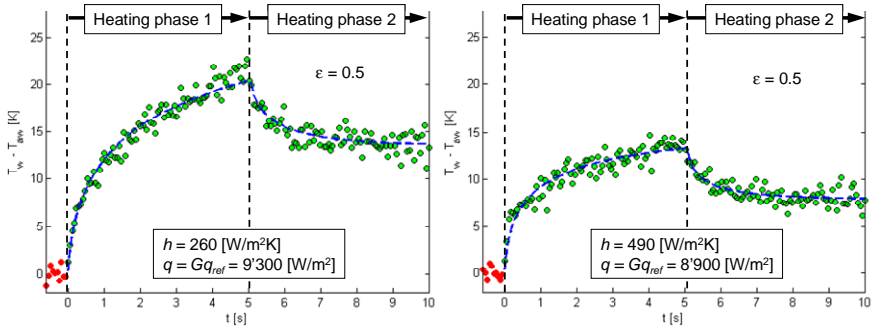 Heating phase 1
Heating phase 2
25
20
15
10
5
0
T_w - T_aw, [K]
ε = 0.5
h = 260 [W/m²K]
q = Gq_ref = 9'300 [W/m²]
0 1 2 3 4 5 6 7 8 9 10
t [s]
Heating phase 1
Heating phase 2
25
20
15
10
5
0
T_w - T_aw, [K]
ε = 0.5
h = 490 [W/m²K]
q = Gq_ref = 8'900 [W/m²]
0 1 2 3 4 5 6 7 8 9 10
t [s]